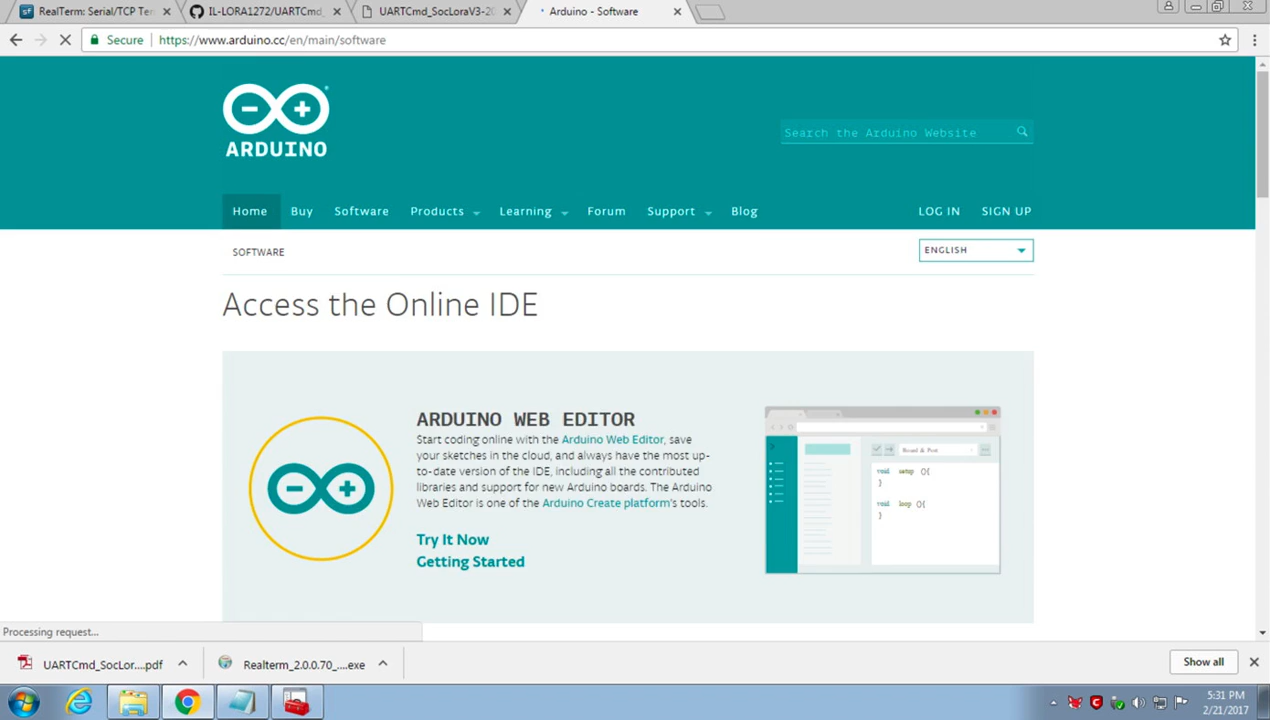 RealTerm: Serial/TCP Ter
IL-LORA1272/UARTCmd_
UARTCmd_SocLoraV3-20
Arduino - Software
Secure
https://www.arduino.cc/en/main/software
ARDUINO
Search the Arduino Website
Home
Buy
Software
Products
Learning
Forum
Support
Blog
LOG IN
SIGN UP
SOFTWARE
ENGLISH
Access the Online IDE
ARDUINO WEB EDITOR
Start coding online with the Arduino Web Editor, save
your sketches in the cloud, and always have the most up-
to-date version of the IDE, including all the contributed
libraries and support for new Arduino boards. The Arduino
Web Editor is one of the Arduino Create platform's tools.
Try It Now
Getting Started
Board & Port
void setup (){
}
void loop (){
}
Processing request...
UARTCmd_SocLor....pdf
Realterm_2.0.0.70_....exe
Show all
5:31 PM
2/21/2017